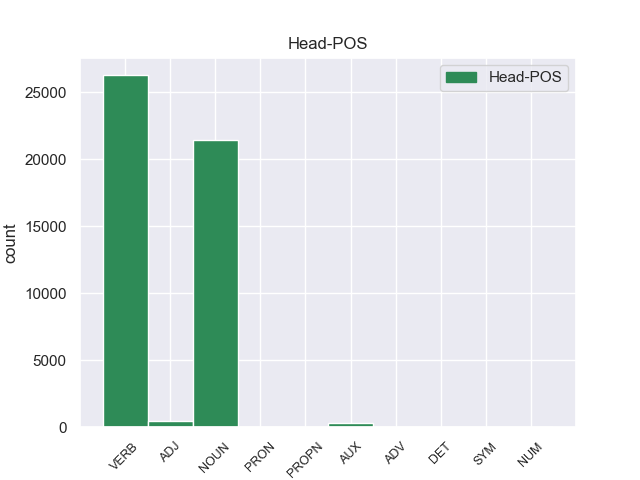 Head-POS
Head-POS
25000
20000
15000
10000
5000
0
count
VERB
ADJ
NOUN
PRON
PROPN
AUX
ADV
DET
SYM
NUM